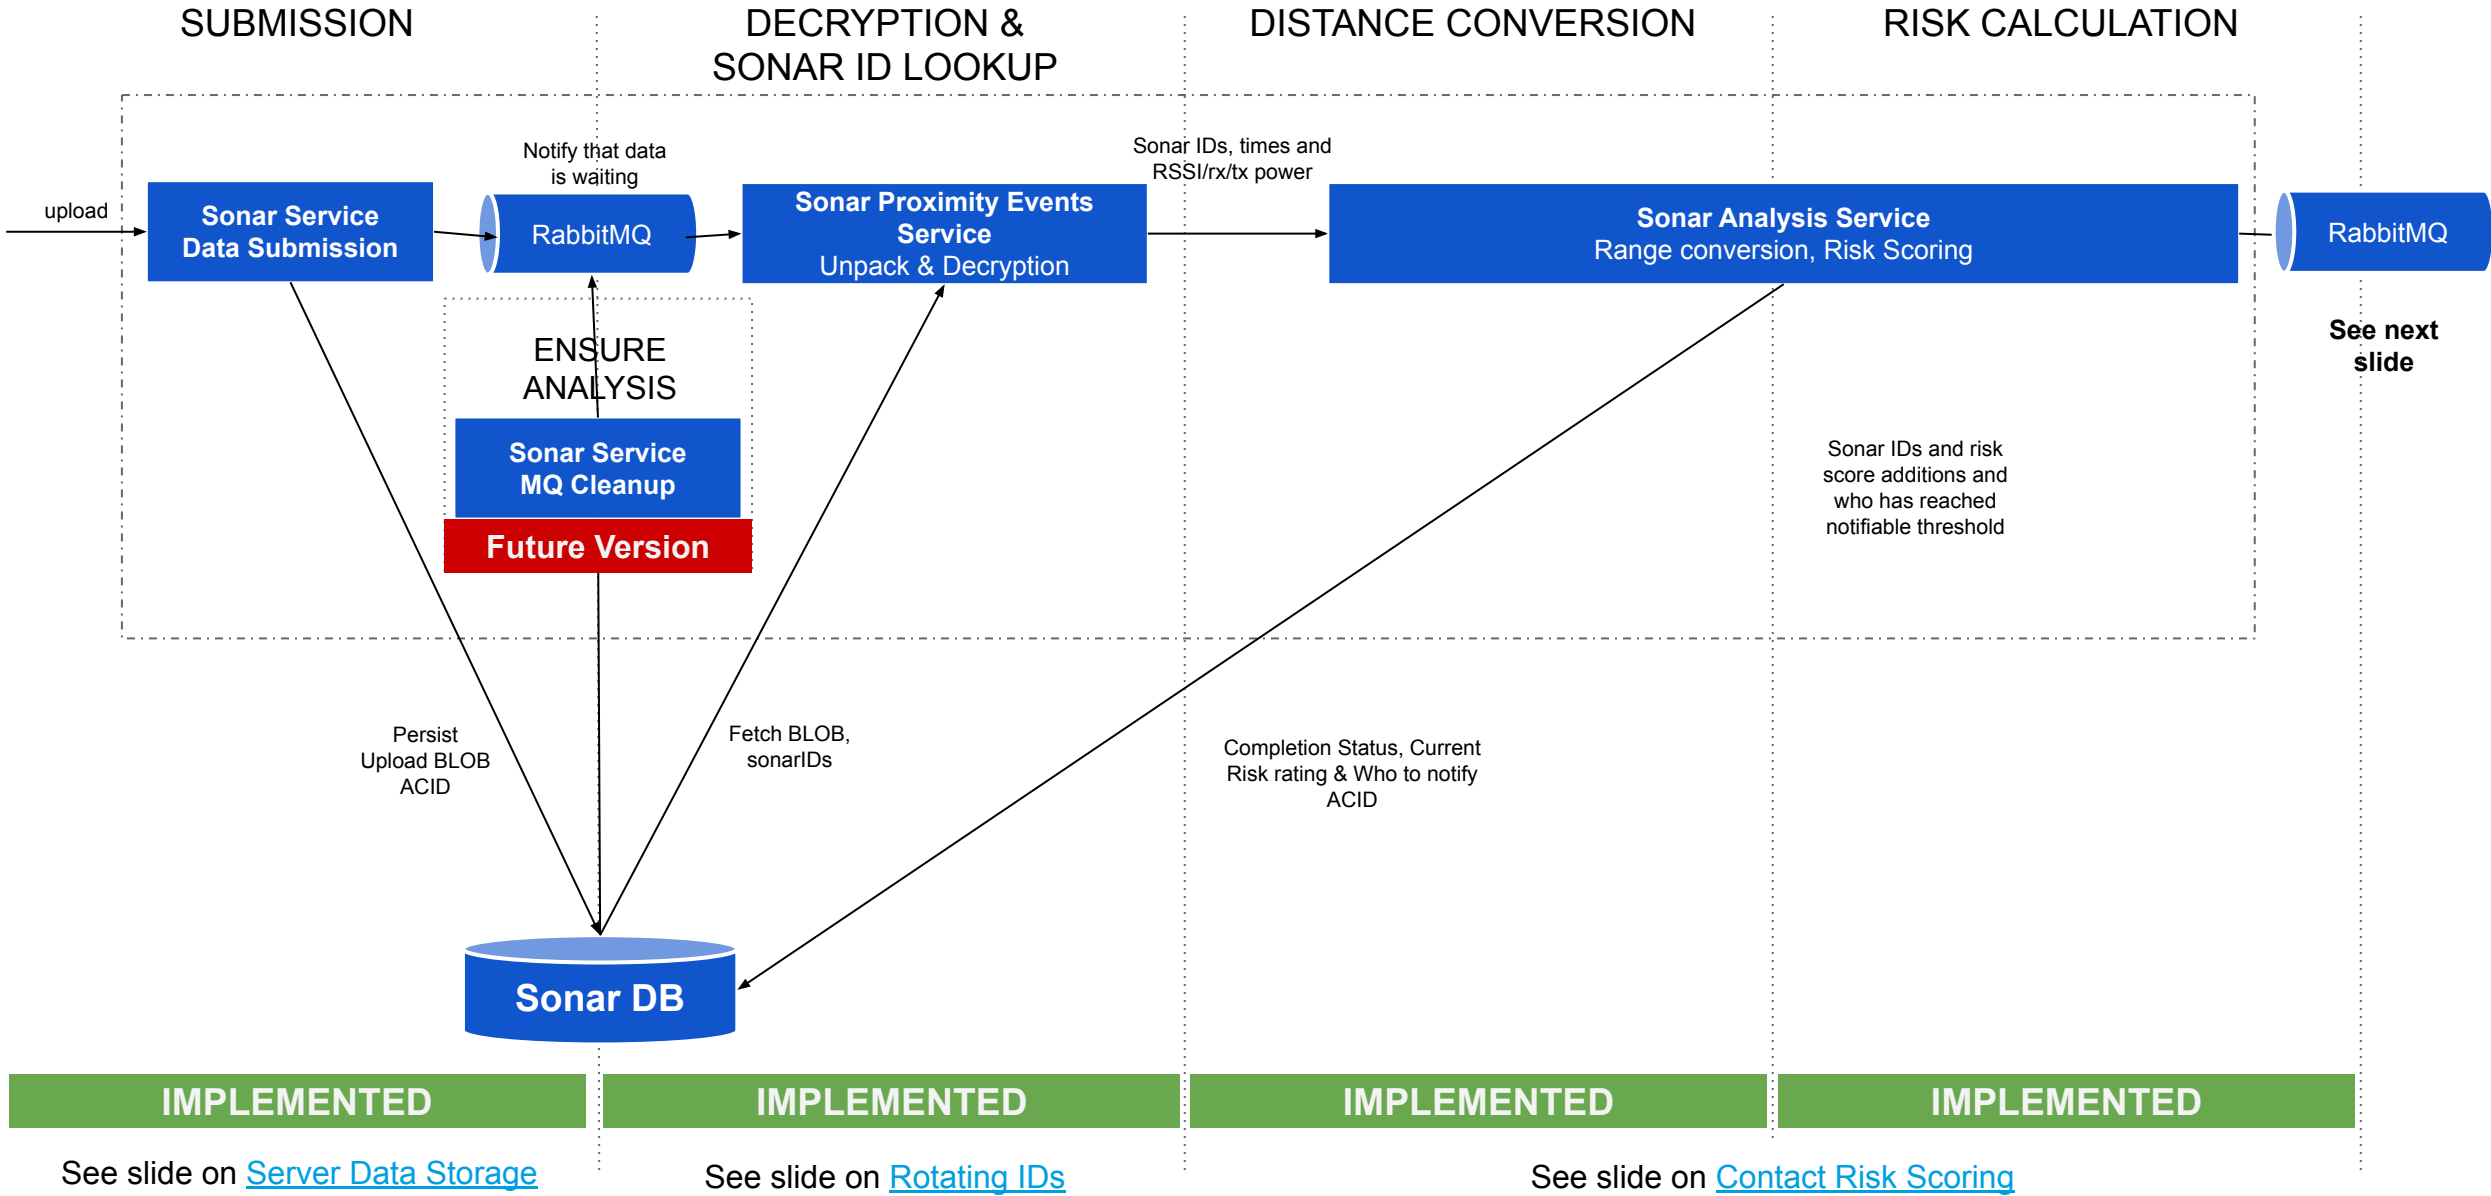 SUBMISSION
DECRYPTION &
SONAR ID LOOKUP
DISTANCE CONVERSION
RISK CALCULATION
upload
Sonar Service
Data Submission
Notify that data
is waiting
RabbitMQ
Sonar Proximity Events
Service
Unpack & Decryption
Sonar IDs, times and
RSSI/rx/tx power
Sonar Analysis Service
Range conversion, Risk Scoring
RabbitMQ
See next
slide
ENSURE
ANALYSIS
Sonar Service
MQ Cleanup
Future Version
Sonar IDs and risk
score additions and
who has reached
notifiable threshold
Persist
Upload BLOB
ACID
Fetch BLOB,
sonarIDs
Completion Status, Current
Risk rating & Who to notify
ACID
Sonar DB
IMPLEMENTED
IMPLEMENTED
IMPLEMENTED
IMPLEMENTED
See slide on Server Data Storage
See slide on Rotating IDs
See slide on Contact Risk Scoring